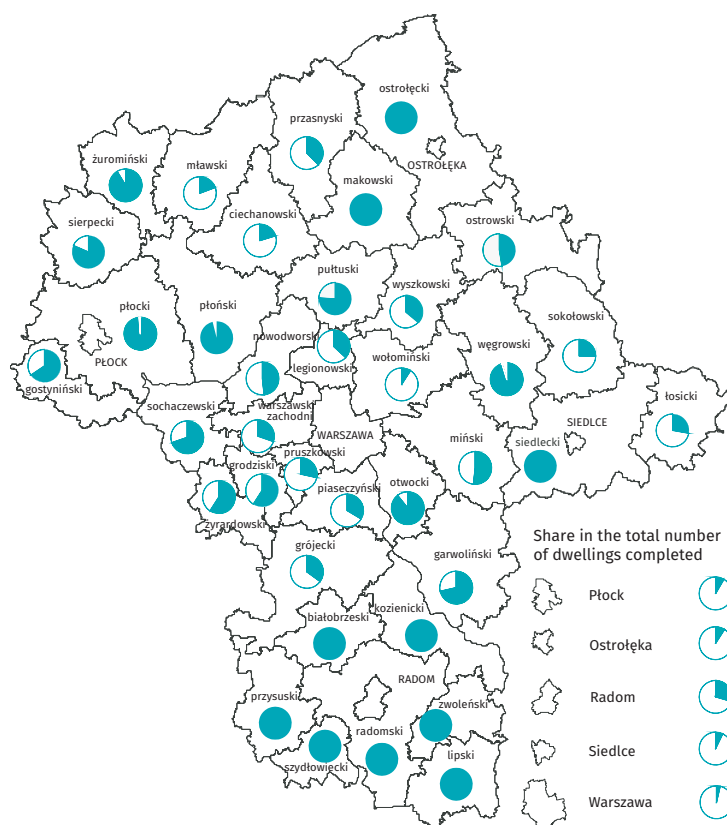 ostrołęcki
przasnyski
żuromiński
mławski
OSTROŁĘKA
makowski
sierpecki
ciechanowski
ostrowski
pułtuski
wyszkowski
płocki
płoński
sokołowski
nowodworski
węgrowski
PŁOCK
legionowski
wołomiński
gostyniński
sochaczewski
warszawski
zachodni
WARSZAWA
łosicki
SIEDLCE
miński
siedlecki
pruszkowski
grodziski
piaseczyński
otwocki
żyrardowski
Share in the total number
of dwellings completed
grójecki
garwoliński
Płock
białobrzeski
kozienicki
Ostrołęka
RADOM
przysuski
zwoleński
Radom
radomski
szydłowiecki
lipski
Siedlce
Warszawa